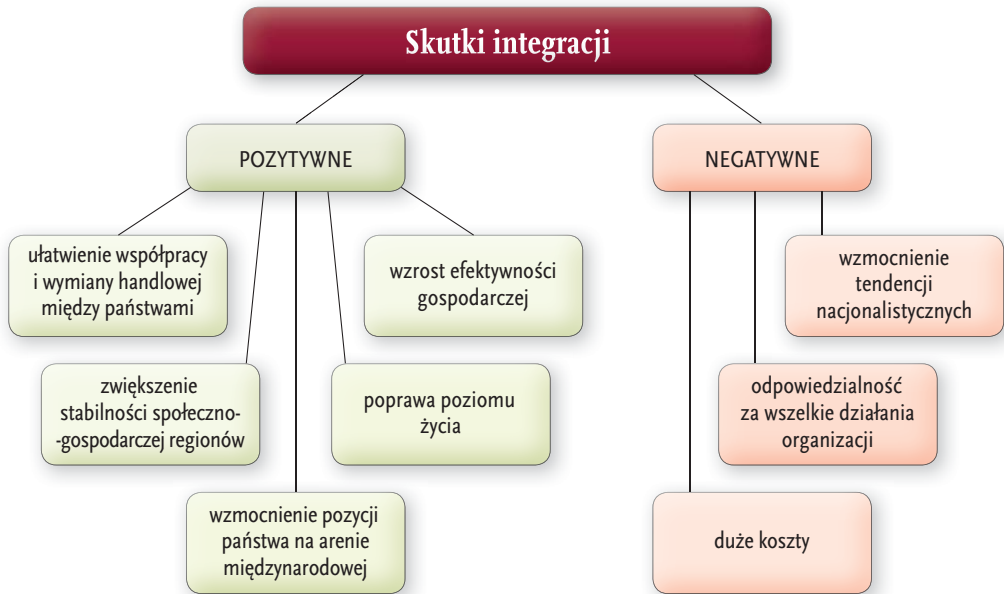 Skutki integracji
POZYTYWNE
NEGATYWNE
ułatwienie współpracy
i wymiany handlowej
między państwami
wzrost efektywności
gospodarczej
wzmocnienie
tendencji
nacjonalistycznych
zwiększenie
stabilności społeczno-
-gospodarczej regionów
poprawa poziomu
życia
odpowiedzialność
za wszelkie działania
organizacji
wzmocnienie pozycji
państwa na arenie
międzynarodowej
duże koszty